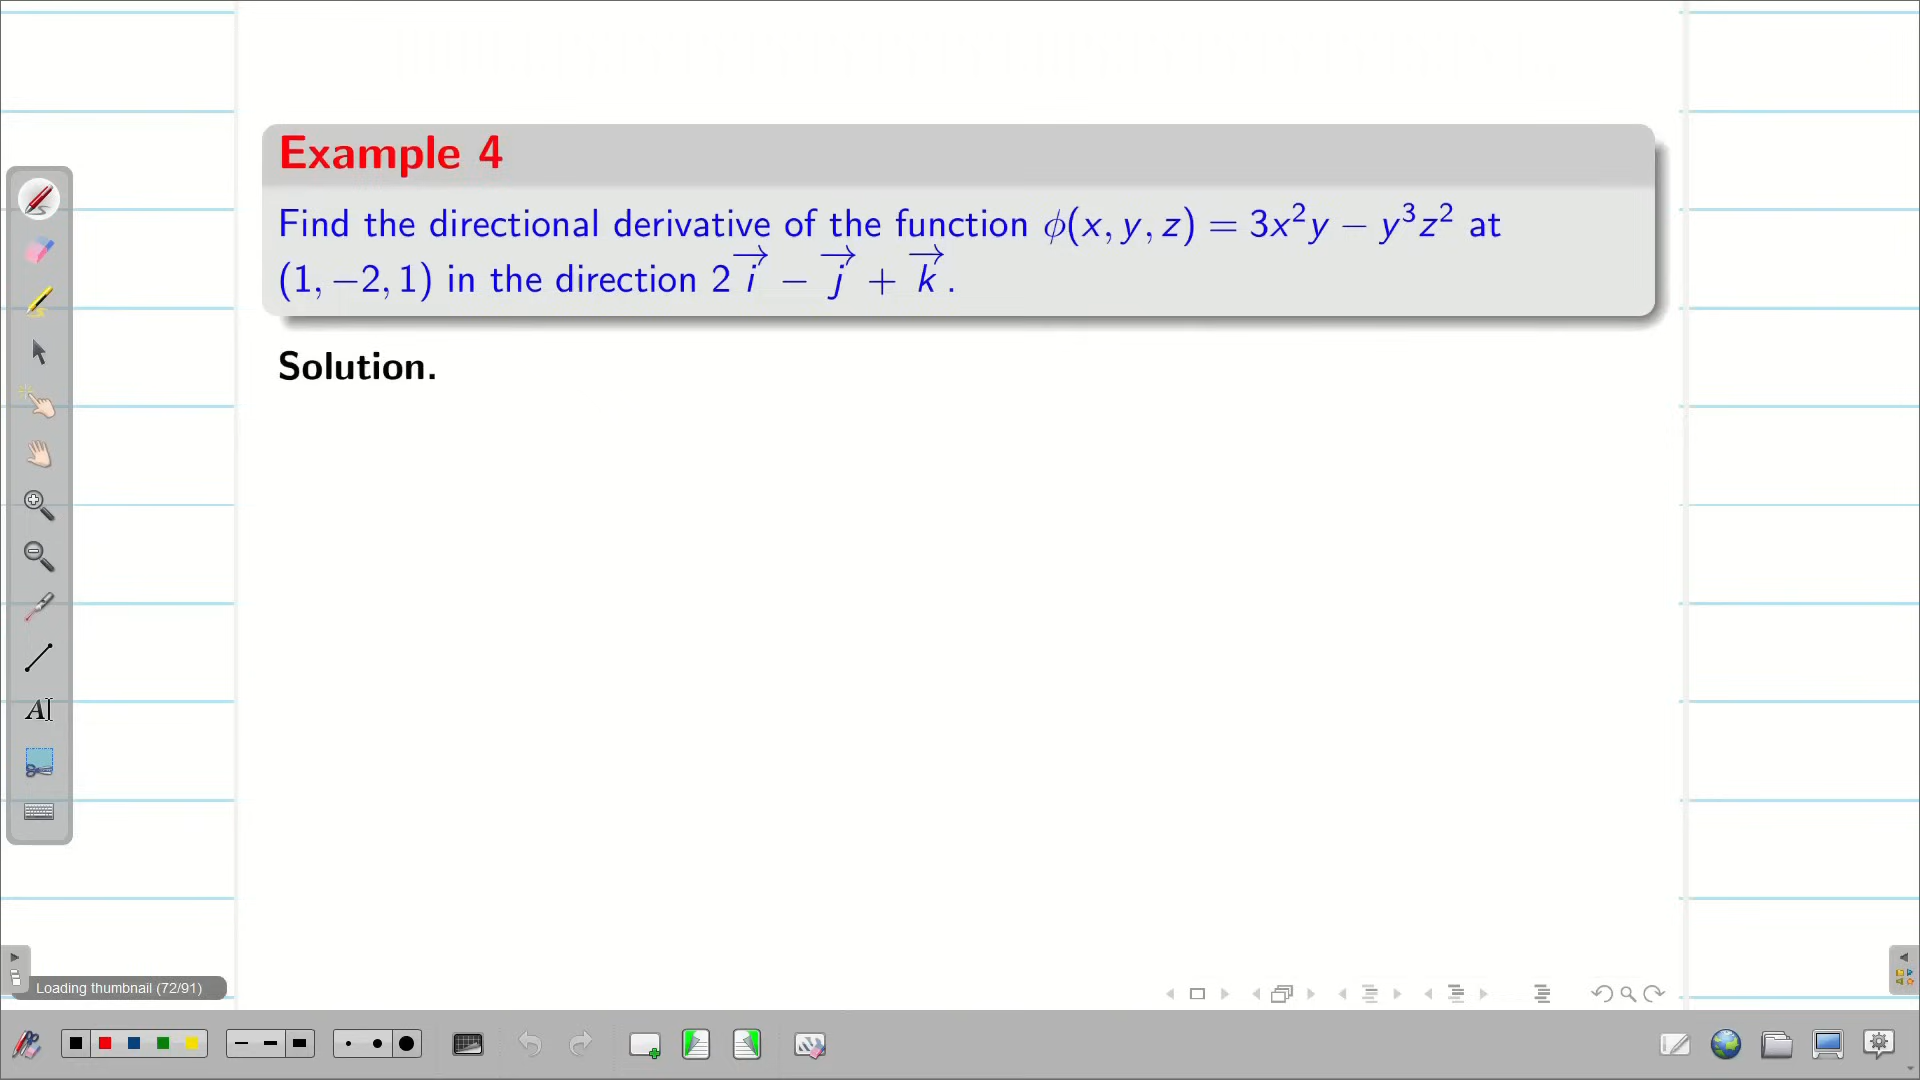 Example 4
Find the directional derivative of the function ϕ(x, y, z) = 3x²y − y³z² at
(1, −2, 1) in the direction 2i⃗ − j⃗ + k⃗.
Solution.
Loading thumbnail (72/91)